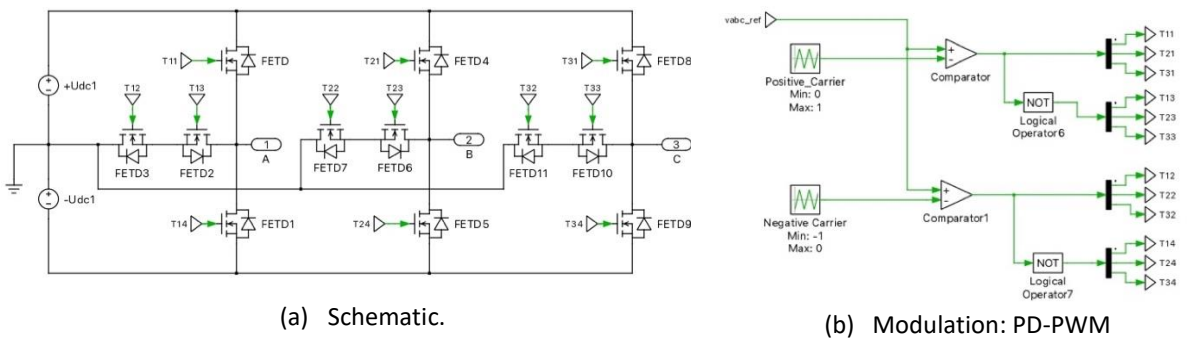 T11 FETD T21 FETD4 T31 FETD8
+Udc1
T12 T13 T22 T23 T32 T33
1 2 3
A B C
FETD3 FETD2 FETD7 FETD6 FETD11 FETD10
-Udc1
T14 FETD1 T24 FETD5 T34 FETD9
(a) Schematic.
vabc_ref
+
-
Comparator
Positive_Carrier
Min: 0
Max: 1
T11
T21
T31
NOT
Logical
Operator6
T13
T23
T33
+
-
Comparator1
Negative Carrier
Min: -1
Max: 0
T12
T22
T32
NOT
Logical
Operator7
T14
T24
T34
(b) Modulation: PD-PWM